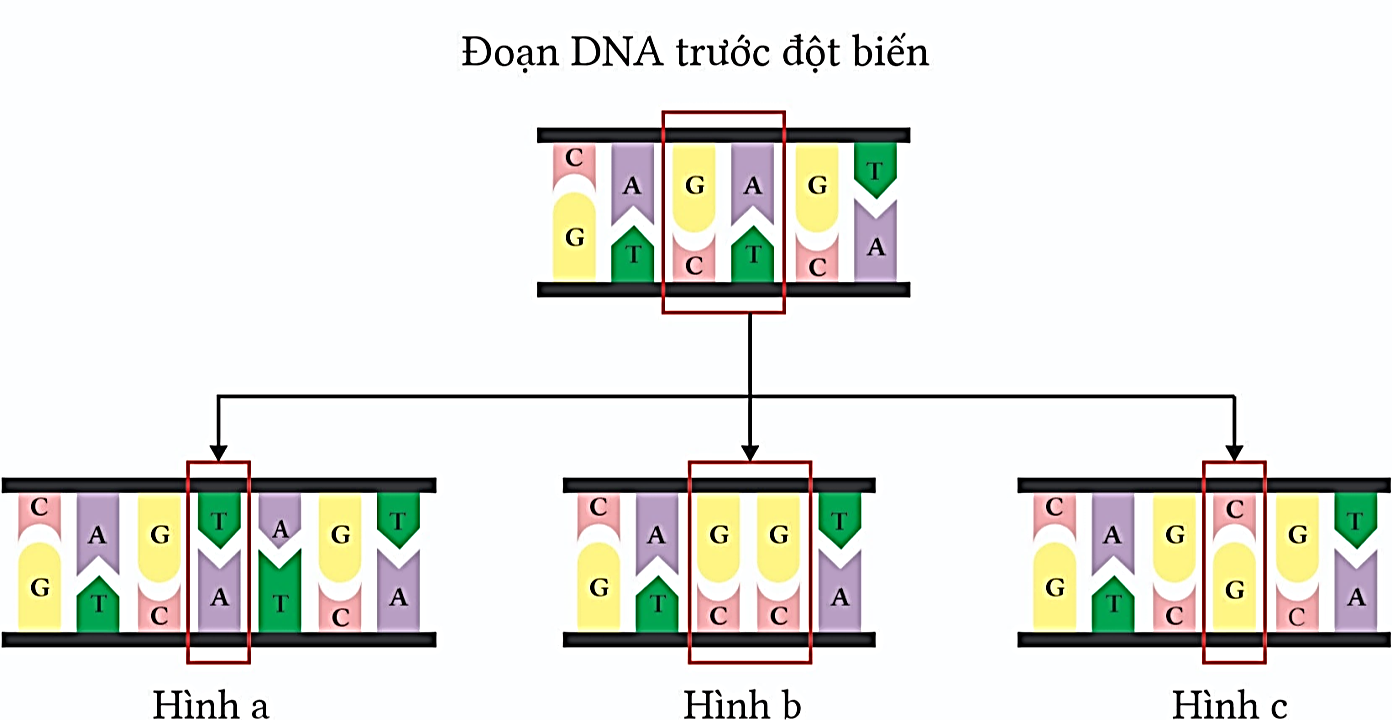 Đoạn DNA trước đột biến
C A G A G T
G T C T C A
C A G T A G T
G T C A T C A
C A G G T
G T C C A
C A G C G T
G T C G C A
Hình a
Hình b
Hình c